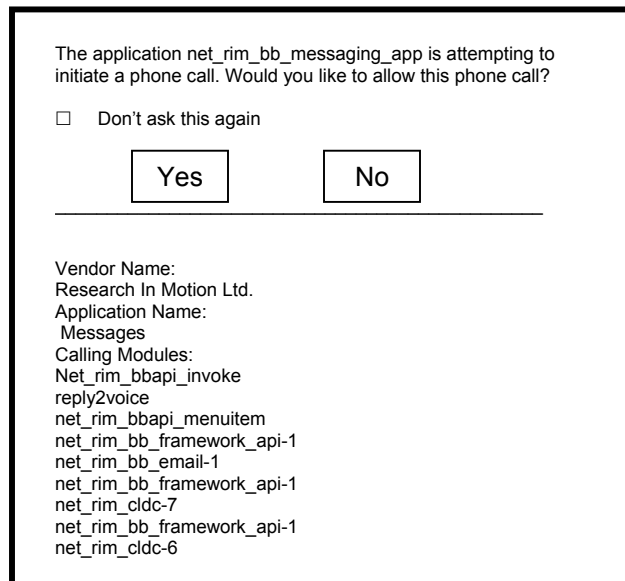 The application net_rim_bb_messaging_app is attempting to
initiate a phone call. Would you like to allow this phone call?
☐ Don’t ask this again
Yes No
Vendor Name:
Research In Motion Ltd.
Application Name:
Messages
Calling Modules:
Net_rim_bbapi_invoke
reply2voice
net_rim_bbapi_menuitem
net_rim_bb_framework_api-1
net_rim_bb_email-1
net_rim_bb_framework_api-1
net_rim_cldc-7
net_rim_bb_framework_api-1
net_rim_cldc-6